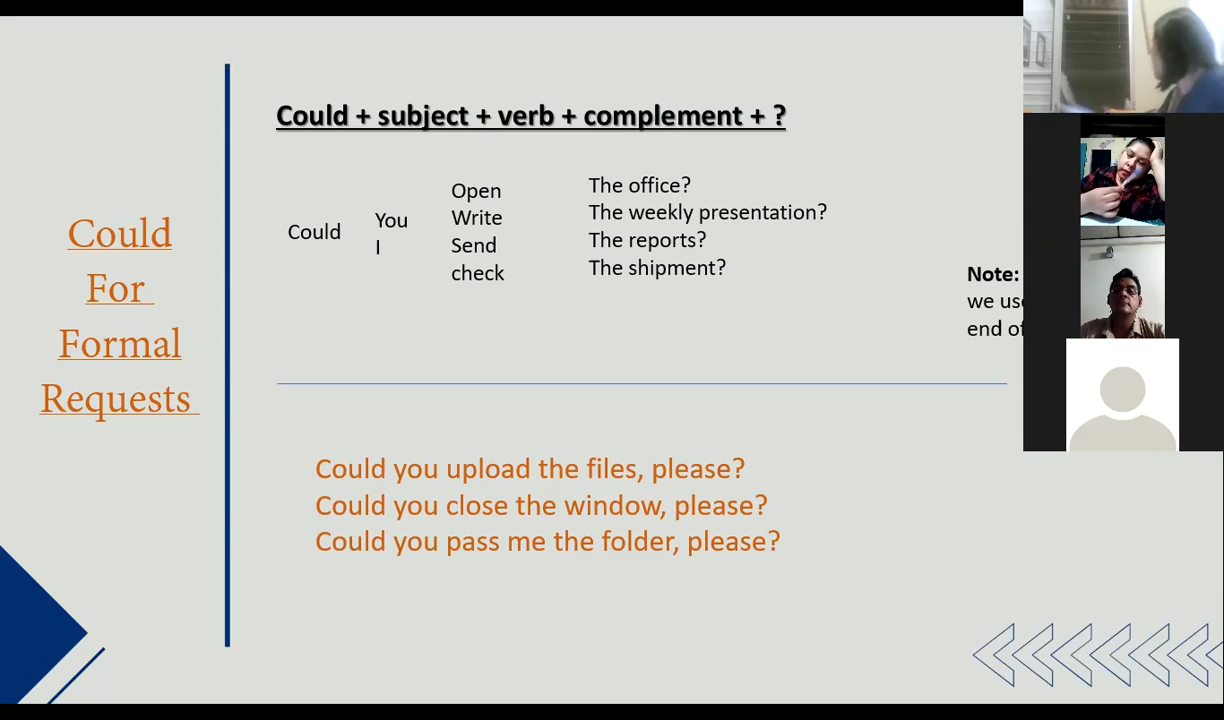 Could
For
Formal
Requests
Could + subject + verb + complement + ?
Could
You
I
Open
Write
Send
check
The office?
The weekly presentation?
The reports?
The shipment?
Note:
we
end
Could you upload the files, please?
Could you close the window, please?
Could you pass me the folder, please?